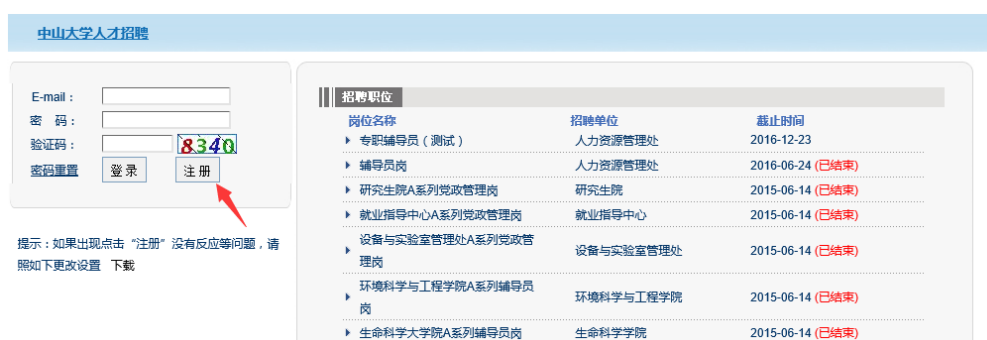 中山大学人才招聘
E-mail：
密 码：
验证码： 8340
密码重置 登录 注册
提示：如果出现点击“注册”没有反应等问题，请
照如下更改设置 下载
招聘职位
岗位名称 招聘单位 截止时间
专职辅导员（测试） 人力资源管理处 2016-12-23
辅导员岗 人力资源管理处 2016-06-24 (已结束)
研究生院A系列党政管理岗 研究生院 2015-06-14 (已结束)
就业指导中心A系列党政管理岗 就业指导中心 2015-06-14 (已结束)
设备与实验室管理处A系列党政管
理岗 设备与实验室管理处 2015-06-14 (已结束)
环境科学与工程学院A系列辅导员
岗 环境科学与工程学院 2015-06-14 (已结束)
生命科学大学院A系列辅导员岗 生命科学学院 2015-06-14 (已结束)